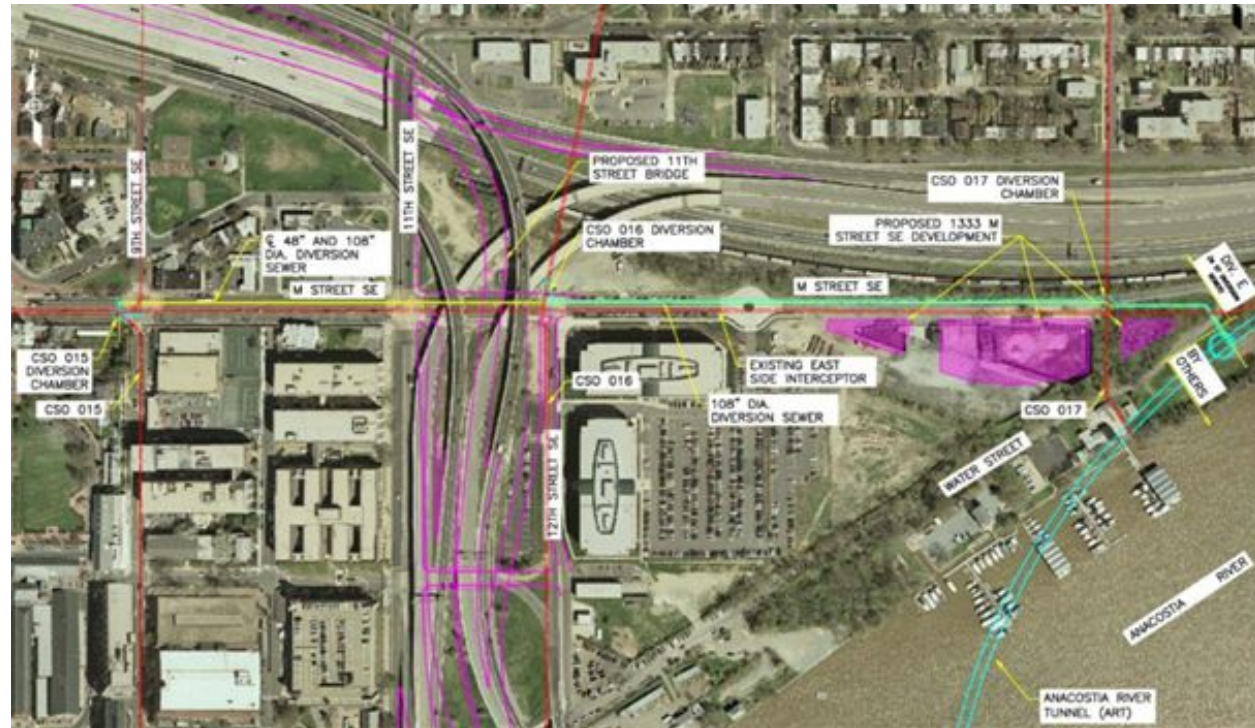 N
9TH STREET SE
11TH STREET SE
PROPOSED 11TH
STREET BRIDGE
CSO 017 DIVERSION
CHAMBER
CSO 016 DIVERSION
CHAMBER
PROPOSED 1333 M
STREET SE DEVELOPMENT
℄ 48" AND 108"
DIA. DIVERSION
SEWER
M STREET SE
M STREET SE
DIV. E
BY
OTHERS
CSO 015
DIVERSION
CHAMBER
CSO 015
CSO 016
EXISTING EAST
SIDE INTERCEPTOR
108" DIA.
DIVERSION SEWER
CSO 017
12TH STREET SE
WATER STREET
ANACOSTIA RIVER
ANACOSTIA RIVER
TUNNEL (ART)